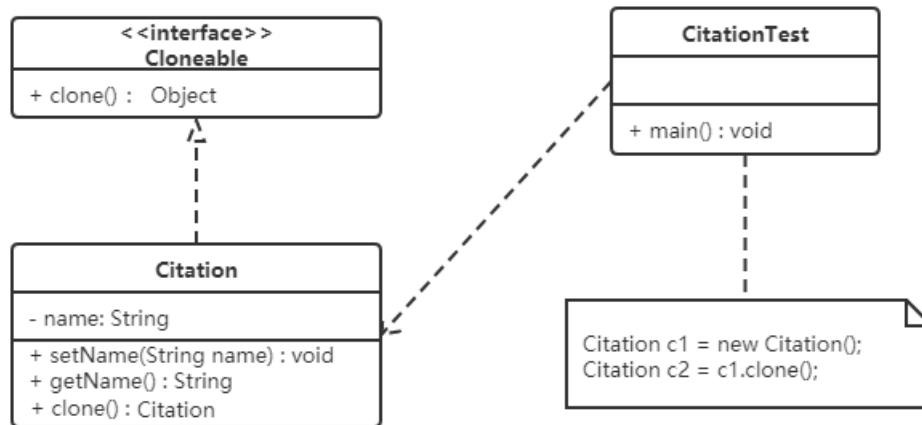 <<interface>>
Cloneable
+ clone() : Object
CitationTest
+ main() : void
Citation
- name: String
+ setName(String name) : void
+ getName() : String
+ clone() : Citation
Citation c1 = new Citation();
Citation c2 = c1.clone();